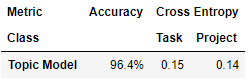 Metric Accuracy Cross Entropy
Class Task Project
Topic Model 96.4% 0.15 0.14